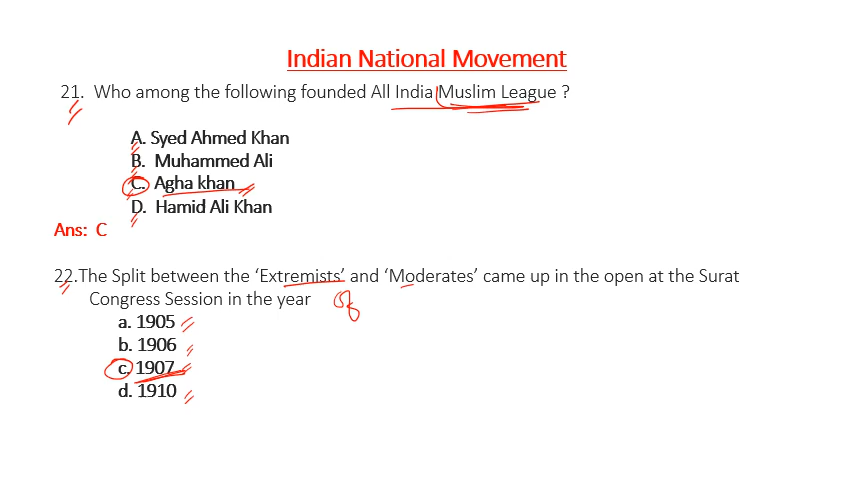 Indian National Movement
21. Who among the following founded All India Muslim League ?
A. Syed Ahmed Khan
B. Muhammed Ali
C. Agha khan
D. Hamid Ali Khan
Ans: C
22.The Split between the ‘Extremists’ and ‘Moderates’ came up in the open at the Surat
Congress Session in the year
a. 1905
b. 1906
c. 1907
d. 1910